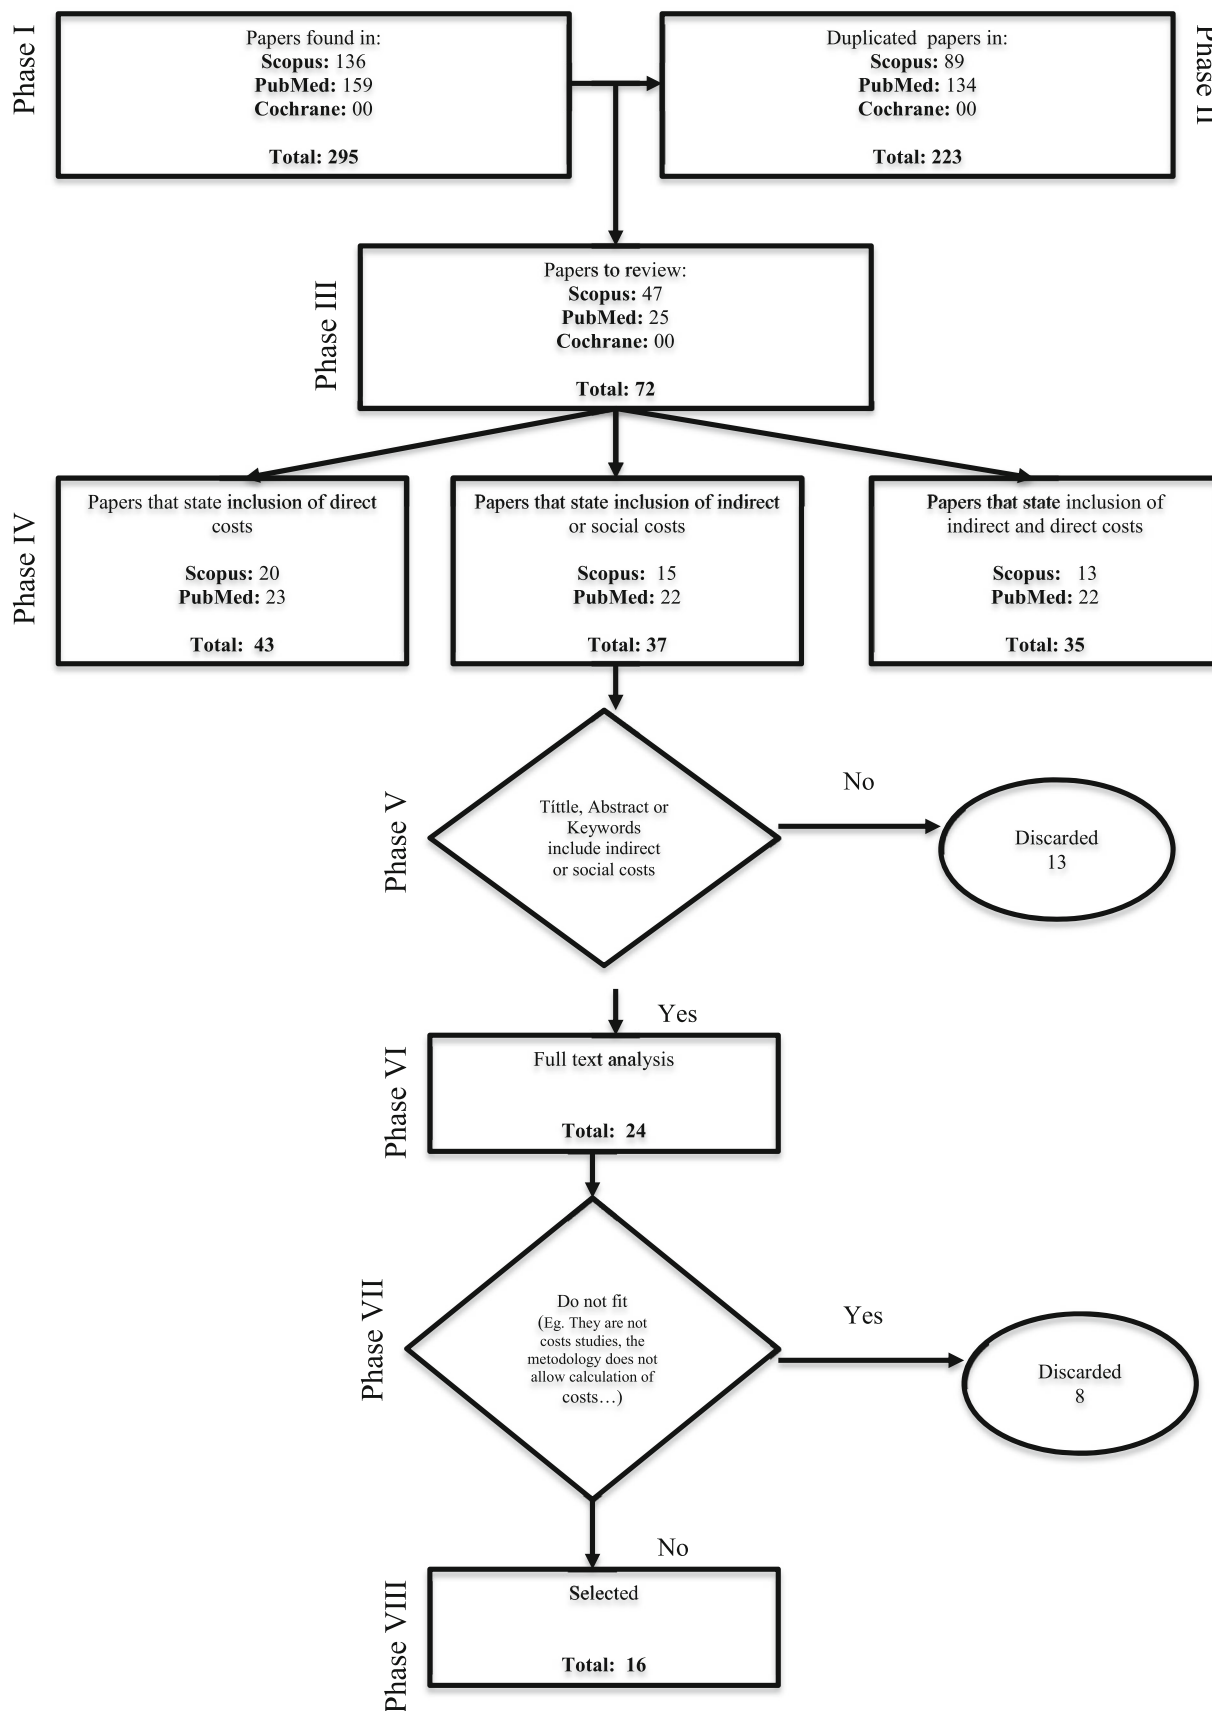 Phase I
Papers found in:
Scopus: 136
PubMed: 159
Cochrane: 00
Total: 295
Duplicated papers in:
Scopus: 89
PubMed: 134
Cochrane: 00
Total: 223
Phase II
Phase III
Papers to review:
Scopus: 47
PubMed: 25
Cochrane: 00
Total: 72
Phase IV
Papers that state inclusion of direct
costs
Scopus: 20
PubMed: 23
Total: 43
Papers that state inclusion of indirect
or social costs
Scopus: 15
PubMed: 22
Total: 37
Papers that state inclusion of
indirect and direct costs
Scopus: 13
PubMed: 22
Total: 35
Phase V
Títtle, Abstract or
Keywords
include indirect
or social costs
No
Discarded
13
Yes
Phase VI
Full text analysis
Total: 24
Phase VII
Do not fit
(Eg. They are not
costs studies, the
metodology does not
allow calculation of
costs…)
Yes
Discarded
8
No
Phase VIII
Selected
Total: 16